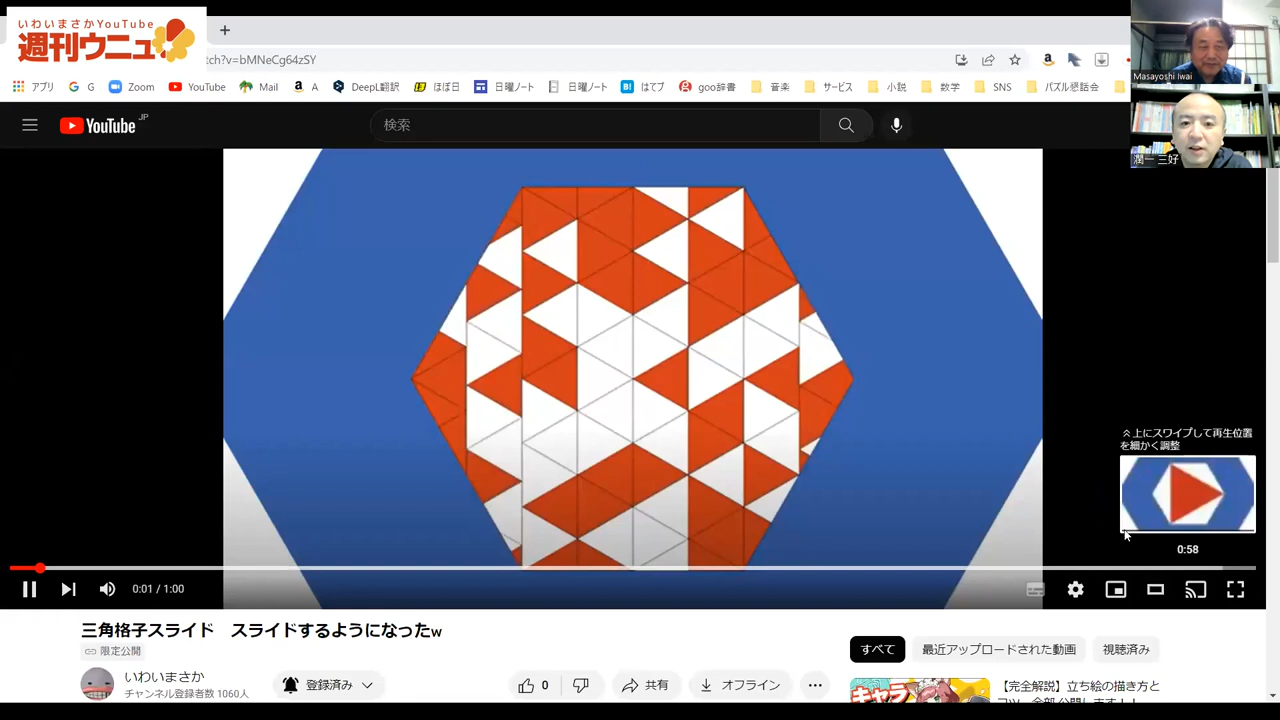 いわいまさかYouTube
週刊ウニュ
tch?v=bMNeCg64zSY
アプリ G Zoom YouTube Mail A DeepL翻訳 ほぼ日 日曜ノート 日曜ノート はてブ goo辞書 音楽 サービス 小説 数学 SNS パズル懇話会
Masayoshi Iwai
潤一 三好
YouTube JP
検索
上にスワイプして再生位置
を細かく調整
0:58
0:01 / 1:00
三角格子スライド スライドするようになったw
限定公開
すべて
最近アップロードされた動画
視聴済み
いわいまさか
チャンネル登録者数 1060人
登録済み
0
共有
オフライン
キャラ
【完全解説】立ち絵の描き方と